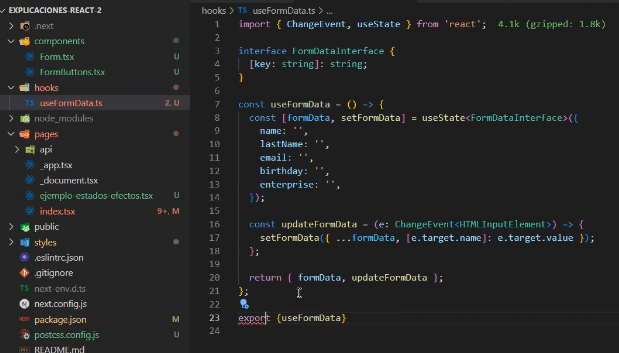 EXPLICACIONES-REACT-2
.next
components
Form.tsx U
FormButtons.tsx U
hooks
TS useFormData.ts 2, U
node_modules
pages
api
_app.tsx
_document.tsx
ejemplo-estados-efectos.tsx U
index.tsx 9+, M
public
styles
.eslintrc.json
.gitignore
TS next-env.d.ts
next.config.js
package.json M
postcss.config.js U
README.md
hooks > TS useFormData.ts > ...
1 import { ChangeEvent, useState } from 'react'; 4.1k (gzipped: 1.8k)
2
3 interface FormDataInterface {
4 [key: string]: string;
5 }
6
7 const useFormData = () => {
8 const [formData, setFormData] = useState<FormDataInterface>({
9 name: '',
10 lastName: '',
11 email: '',
12 birthday: '',
13 enterprise: '',
14 });
15
16 const updateFormData = (e: ChangeEvent<HTMLInputElement>) => {
17 setFormData({ ...formData, [e.target.name]: e.target.value });
18 };
19
20 return { formData, updateFormData };
21 };
22
23 export {useFormData}
24